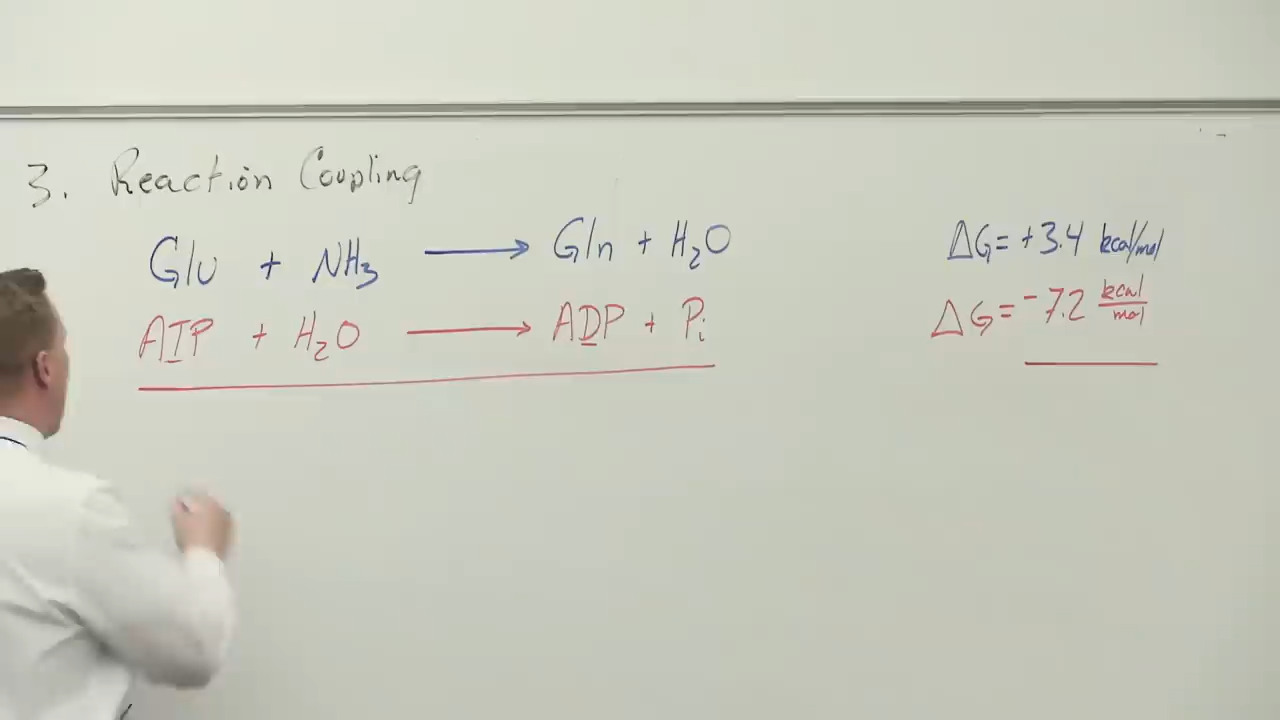 3. Reaction Coupling
Glu + NH₃ → Gln + H₂O ΔG = +3.4 kcal/mol
ATP + H₂O → ADP + Pᵢ ΔG = -7.2 kcal/mol